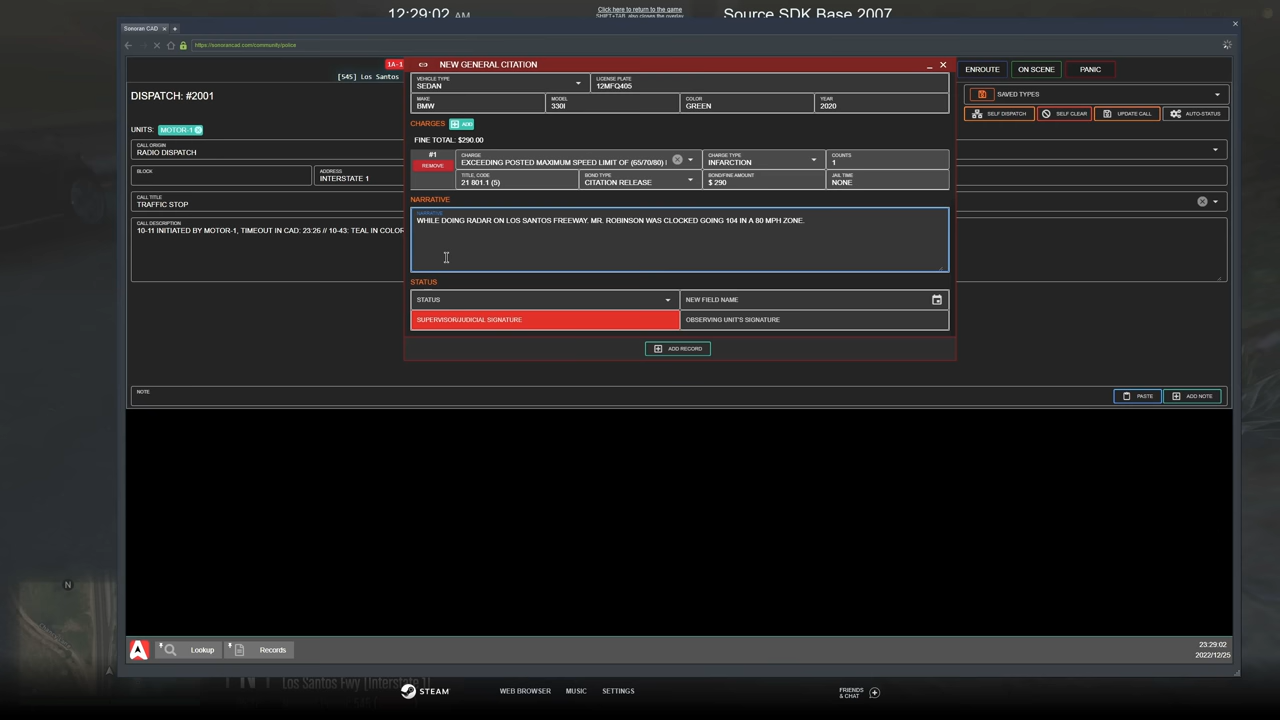 12:29:02 AM
Click here to return to the game
SHIFT+TAB also closes the overlay
Source SDK Base 2007
Sonoran CAD
https://sonorancad.com/community/police
1A-1
NEW GENERAL CITATION
ENROUTE
ON SCENE
PANIC
[545] Los Santos
VEHICLE TYPE
SEDAN
LICENSE PLATE
12MFQ405
DISPATCH: #2001
SAVED TYPES
MAKE
BMW
MODEL
330I
COLOR
GREEN
YEAR
2020
SELF DISPATCH
SELF CLEAR
UPDATE CALL
AUTO-STATUS
UNITS: MOTOR-1
CHARGES
ADD
FINE TOTAL: $290.00
CALL ORIGIN
RADIO DISPATCH
#1
REMOVE
CHARGE
EXCEEDING POSTED MAXIMUM SPEED LIMIT OF (65/70/80)
CHARGE TYPE
INFARCTION
COUNTS
1
BLOCK
ADDRESS
INTERSTATE 1
TITLE, CODE
21 801.1 (5)
BOND TYPE
CITATION RELEASE
BOND/FINE AMOUNT
$ 290
JAIL TIME
NONE
CALL TITLE
TRAFFIC STOP
NARRATIVE
NARRATIVE
WHILE DOING RADAR ON LOS SANTOS FREEWAY. MR. ROBINSON WAS CLOCKED GOING 104 IN A 80 MPH ZONE.
CALL DESCRIPTION
10-11 INITIATED BY MOTOR-1, TIMEOUT IN CAD: 23:26 // 10-43: TEAL IN COLOR
STATUS
STATUS
NEW FIELD NAME
SUPERVISOR/JUDICIAL SIGNATURE
OBSERVING UNIT'S SIGNATURE
ADD RECORD
NOTE
PASTE
ADD NOTE
N
Lookup
Records
23:29:02
2022/12/25
Los Santos Fwy (Interstate 1)
STEAM
WEB BROWSER
MUSIC
SETTINGS
FRIENDS
& CHAT